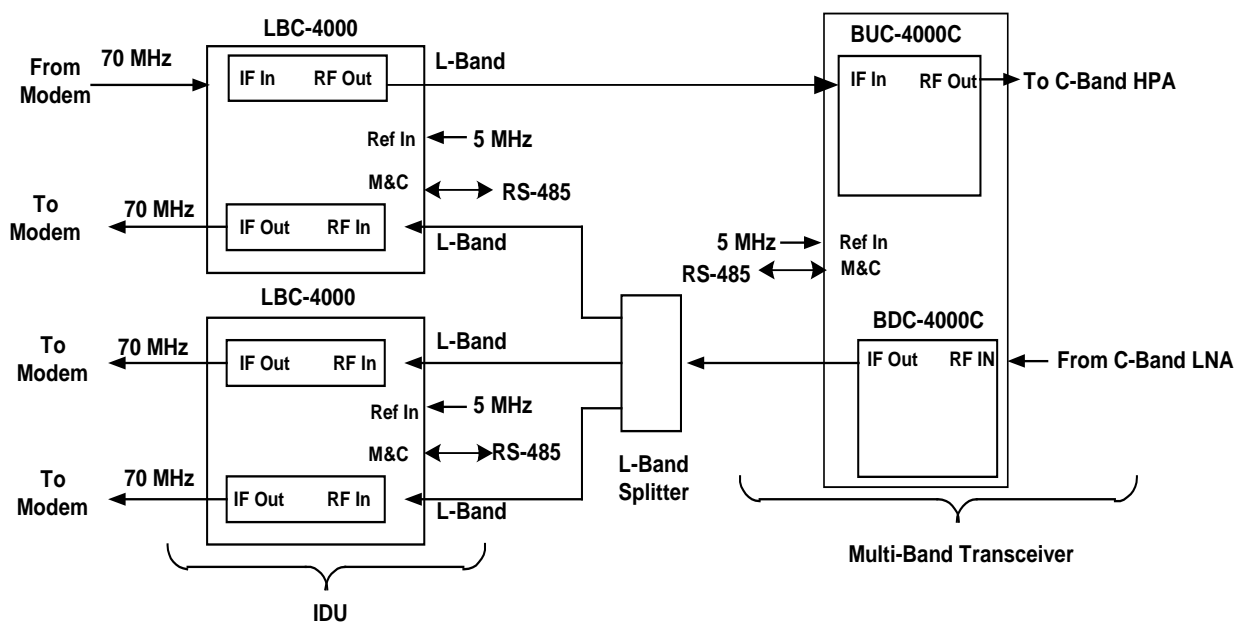 LBC-4000
BUC-4000C
From
Modem
70 MHz
IF In
RF Out
L-Band
IF In
RF Out
To C-Band HPA
Ref In
5 MHz
M&C
RS-485
To
Modem
70 MHz
IF Out
RF In
L-Band
5 MHz
Ref In
RS-485
M&C
LBC-4000
BDC-4000C
To
Modem
70 MHz
IF Out
RF In
L-Band
IF Out
RF IN
From C-Band LNA
Ref In
5 MHz
M&C
RS-485
L-Band
Splitter
To
Modem
70 MHz
IF Out
RF In
L-Band
Multi-Band Transceiver
IDU